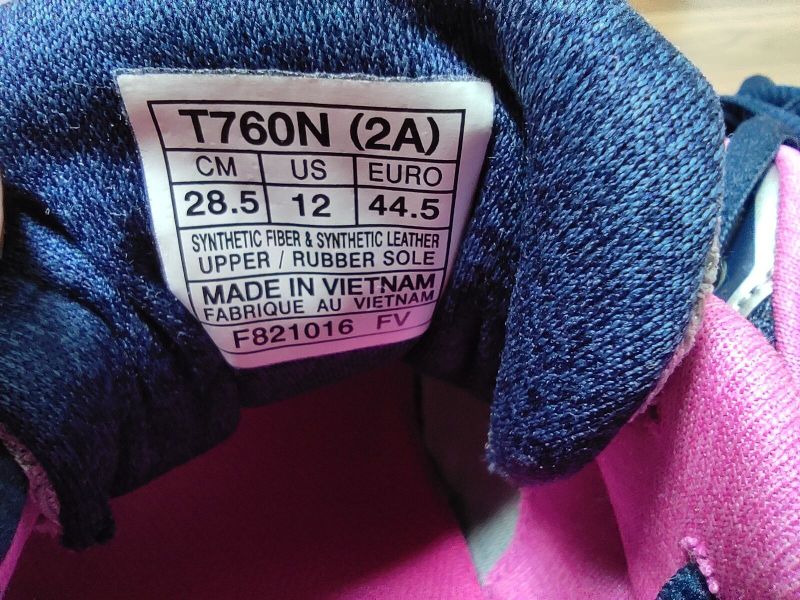 T760N (2A)
CM US EURO
28.5 12 44.5
SYNTHETIC FIBER & SYNTHETIC LEATHER
UPPER / RUBBER SOLE
MADE IN VIETNAM
FABRIQUE AU VIETNAM
F821016 FV